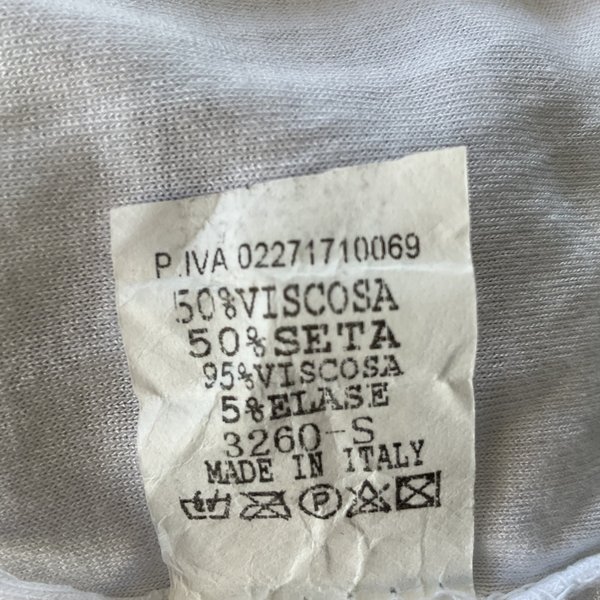 P.IVA 02271710069
50%VISCOSA
50%SETA
95%VISCOSA
5%ELASE
3260-S
MADE IN ITALY
P